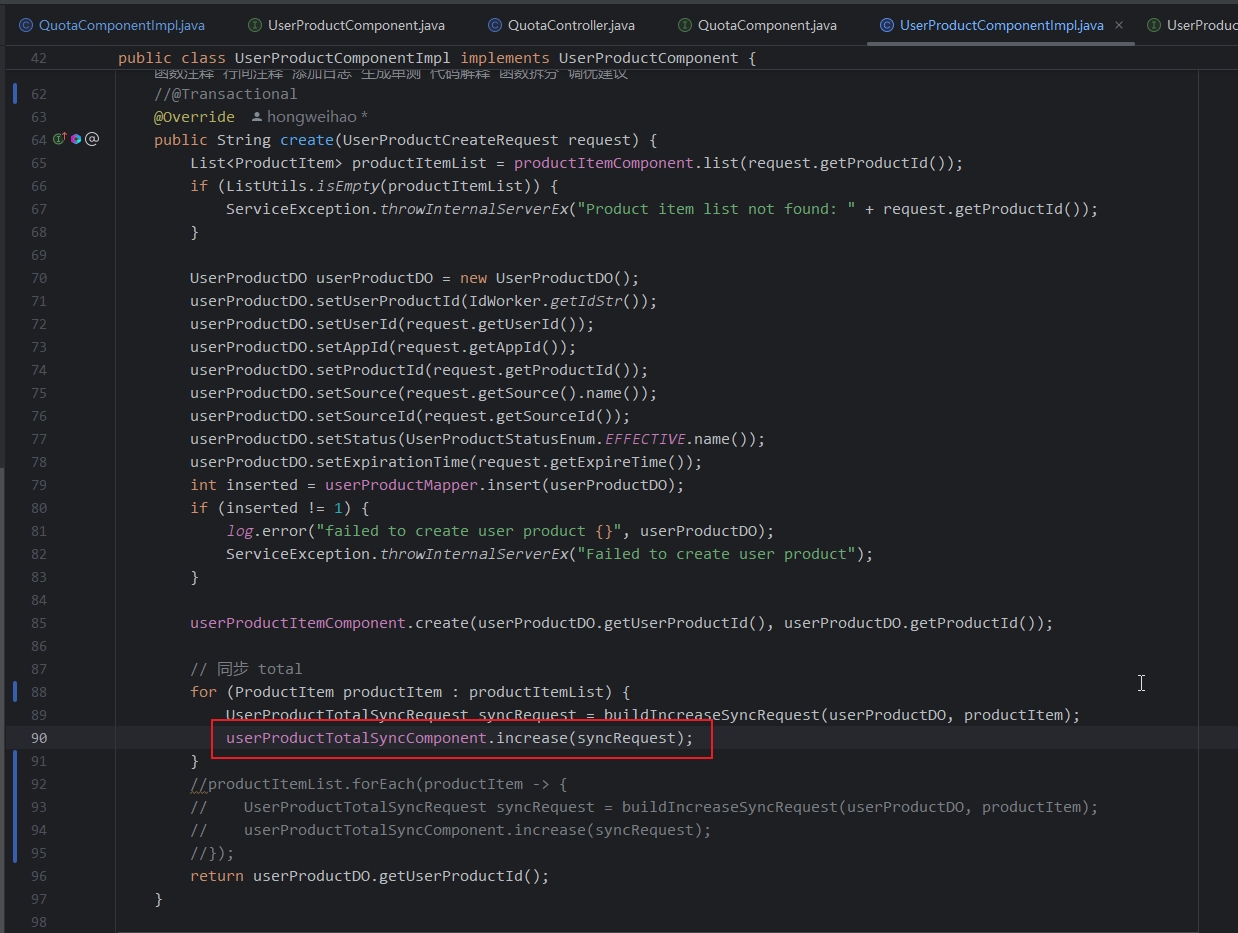 QuotaComponentImpl.java UserProductComponent.java QuotaController.java QuotaComponent.java UserProductComponentImpl.java × UserProduc
42 public class UserProductComponentImpl implements UserProductComponent {
函数注释 行间注释 添加日志 生成单测 代码解释 函数拆分 调优建议
62 //@Transactional
63 @Override hongweihao *
64 public String create(UserProductCreateRequest request) {
65 List<ProductItem> productItemList = productItemComponent.list(request.getProductId());
66 if (ListUtils.isEmpty(productItemList)) {
67 ServiceException.throwInternalServerEx("Product item list not found: " + request.getProductId());
68 }
69
70 UserProductDO userProductDO = new UserProductDO();
71 userProductDO.setUserProductId(IdWorker.getIdStr());
72 userProductDO.setUserId(request.getUserId());
73 userProductDO.setAppId(request.getAppId());
74 userProductDO.setProductId(request.getProductId());
75 userProductDO.setSource(request.getSource().name());
76 userProductDO.setSourceId(request.getSourceId());
77 userProductDO.setStatus(UserProductStatusEnum.EFFECTIVE.name());
78 userProductDO.setExpirationTime(request.getExpireTime());
79 int inserted = userProductMapper.insert(userProductDO);
80 if (inserted != 1) {
81 log.error("failed to create user product {}", userProductDO);
82 ServiceException.throwInternalServerEx("Failed to create user product");
83 }
84
85 userProductItemComponent.create(userProductDO.getUserProductId(), userProductDO.getProductId());
86
87 // 同步 total
88 for (ProductItem productItem : productItemList) {
89 UserProductTotalSyncRequest syncRequest = buildIncreaseSyncRequest(userProductDO, productItem);
90 userProductTotalSyncComponent.increase(syncRequest);
91 }
92 //productItemList.forEach(productItem -> {
93 // UserProductTotalSyncRequest syncRequest = buildIncreaseSyncRequest(userProductDO, productItem);
94 // userProductTotalSyncComponent.increase(syncRequest);
95 //});
96 return userProductDO.getUserProductId();
97 }
98